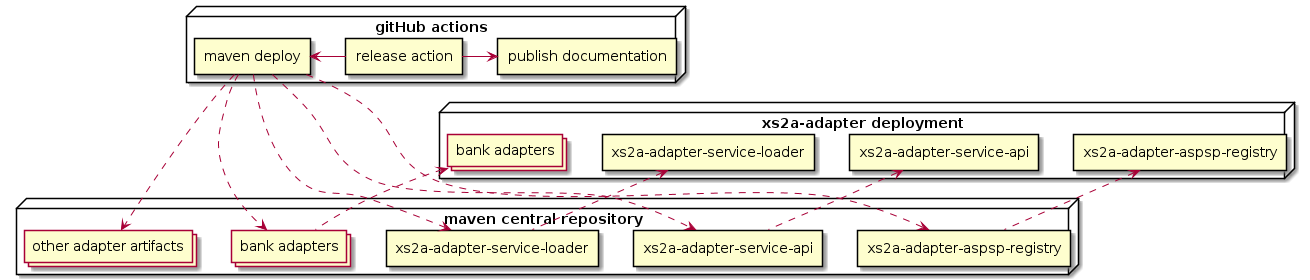 gitHub actions
maven deploy
release action
publish documentation
xs2a-adapter deployment
bank adapters
xs2a-adapter-service-loader
xs2a-adapter-service-api
xs2a-adapter-aspsp-registry
maven central repository
other adapter artifacts
bank adapters
xs2a-adapter-service-loader
xs2a-adapter-service-api
xs2a-adapter-aspsp-registry